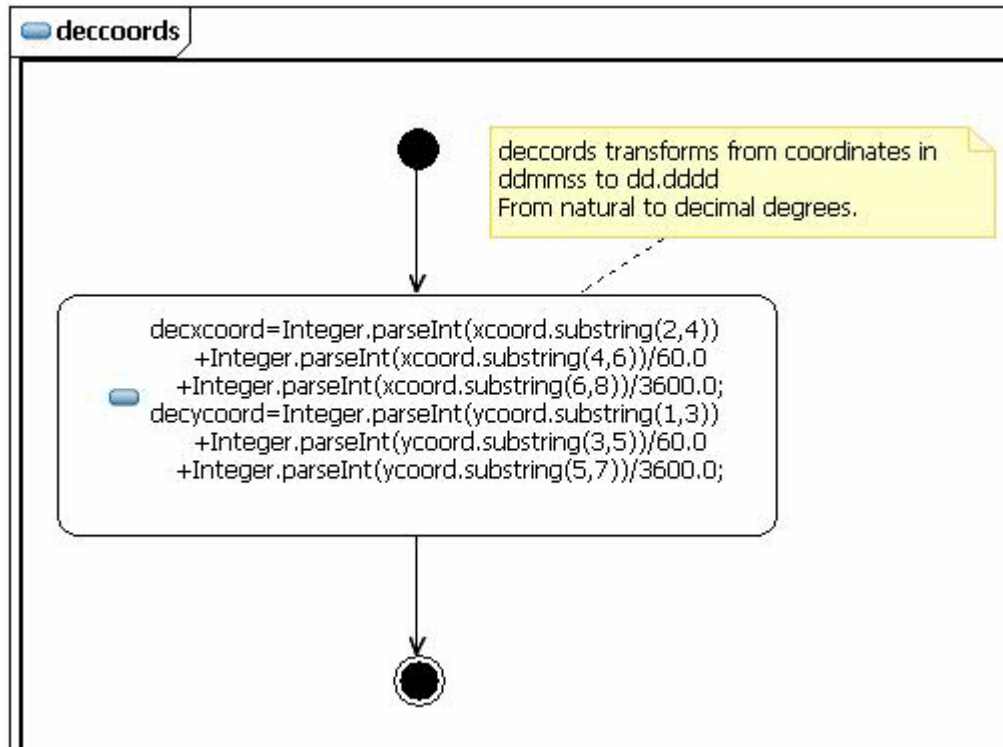 deccoords
deccords transforms from coordinates in
ddmmss to dd.dddd
From natural to decimal degrees.
decxcoord=Integer.parseInt(xcoord.substring(2,4))
+Integer.parseInt(xcoord.substring(4,6))/60.0
+Integer.parseInt(xcoord.substring(6,8))/3600.0;
decycoord=Integer.parseInt(ycoord.substring(1,3))
+Integer.parseInt(ycoord.substring(3,5))/60.0
+Integer.parseInt(ycoord.substring(5,7))/3600.0;